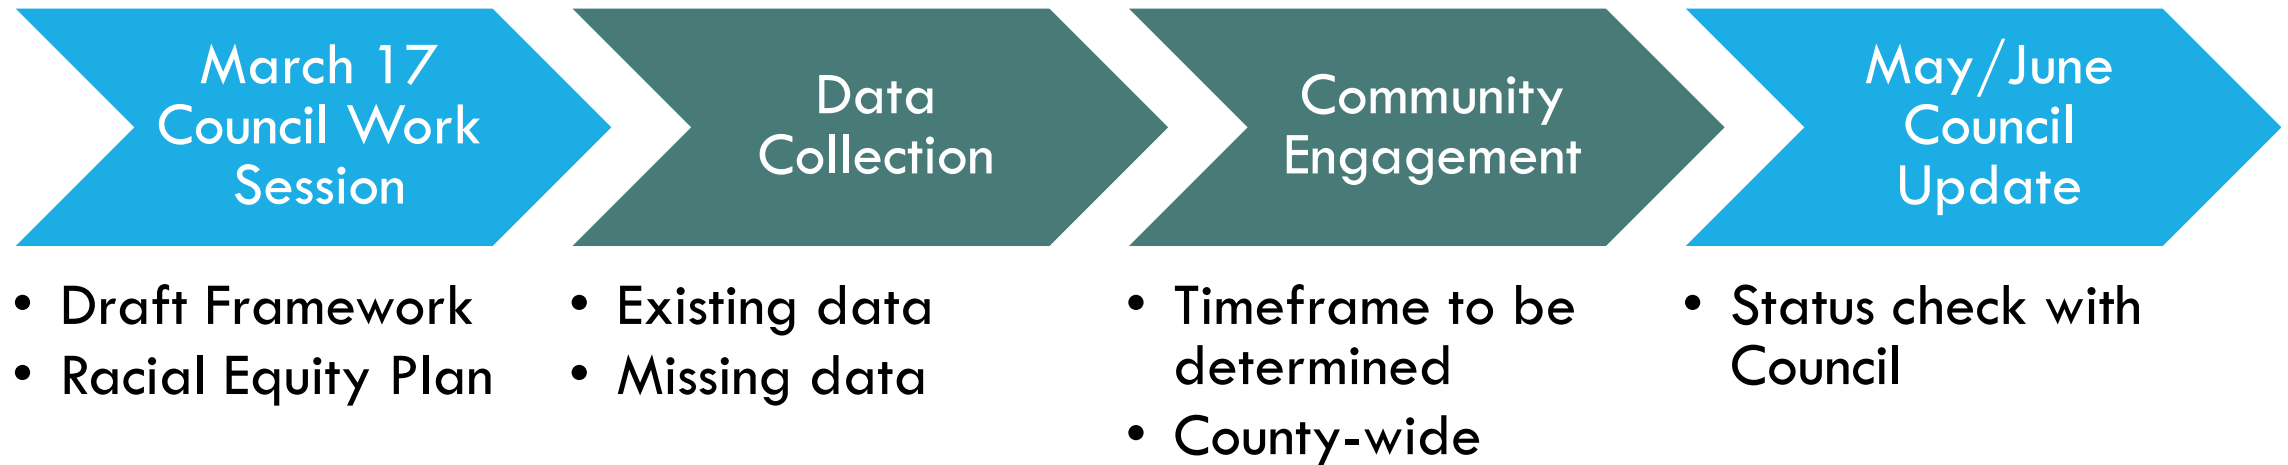 March 17
Council Work
Session
Data
Collection
Community
Engagement
May/June
Council
Update
• Draft Framework
• Racial Equity Plan
• Existing data
• Missing data
• Timeframe to be
determined
• County-wide
• Status check with
Council